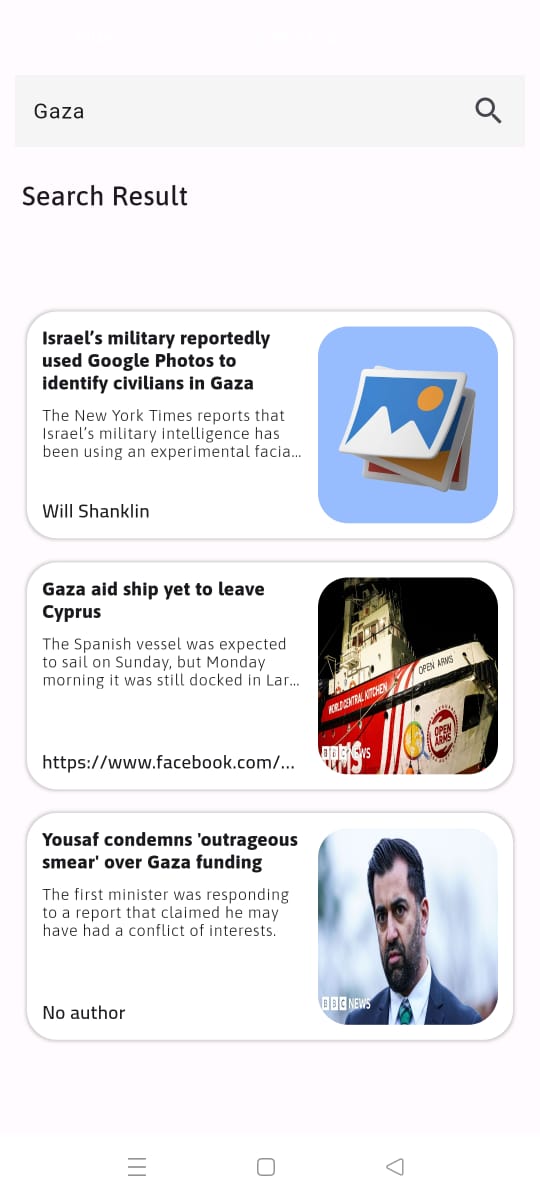 Gaza
Search Result
Israel’s military reportedly
used Google Photos to
identify civilians in Gaza
The New York Times reports that
Israel’s military intelligence has
been using an experimental facia...
Will Shanklin
Gaza aid ship yet to leave
Cyprus
The Spanish vessel was expected
to sail on Sunday, but Monday
morning it was still docked in Lar...
https://www.facebook.com/...
OPEN ARMS
WORLD CENTRAL KITCHEN
OPEN
ARMS
BBC NEWS
Yousaf condemns 'outrageous
smear' over Gaza funding
The first minister was responding
to a report that claimed he may
have had a conflict of interests.
No author
BBC NEWS